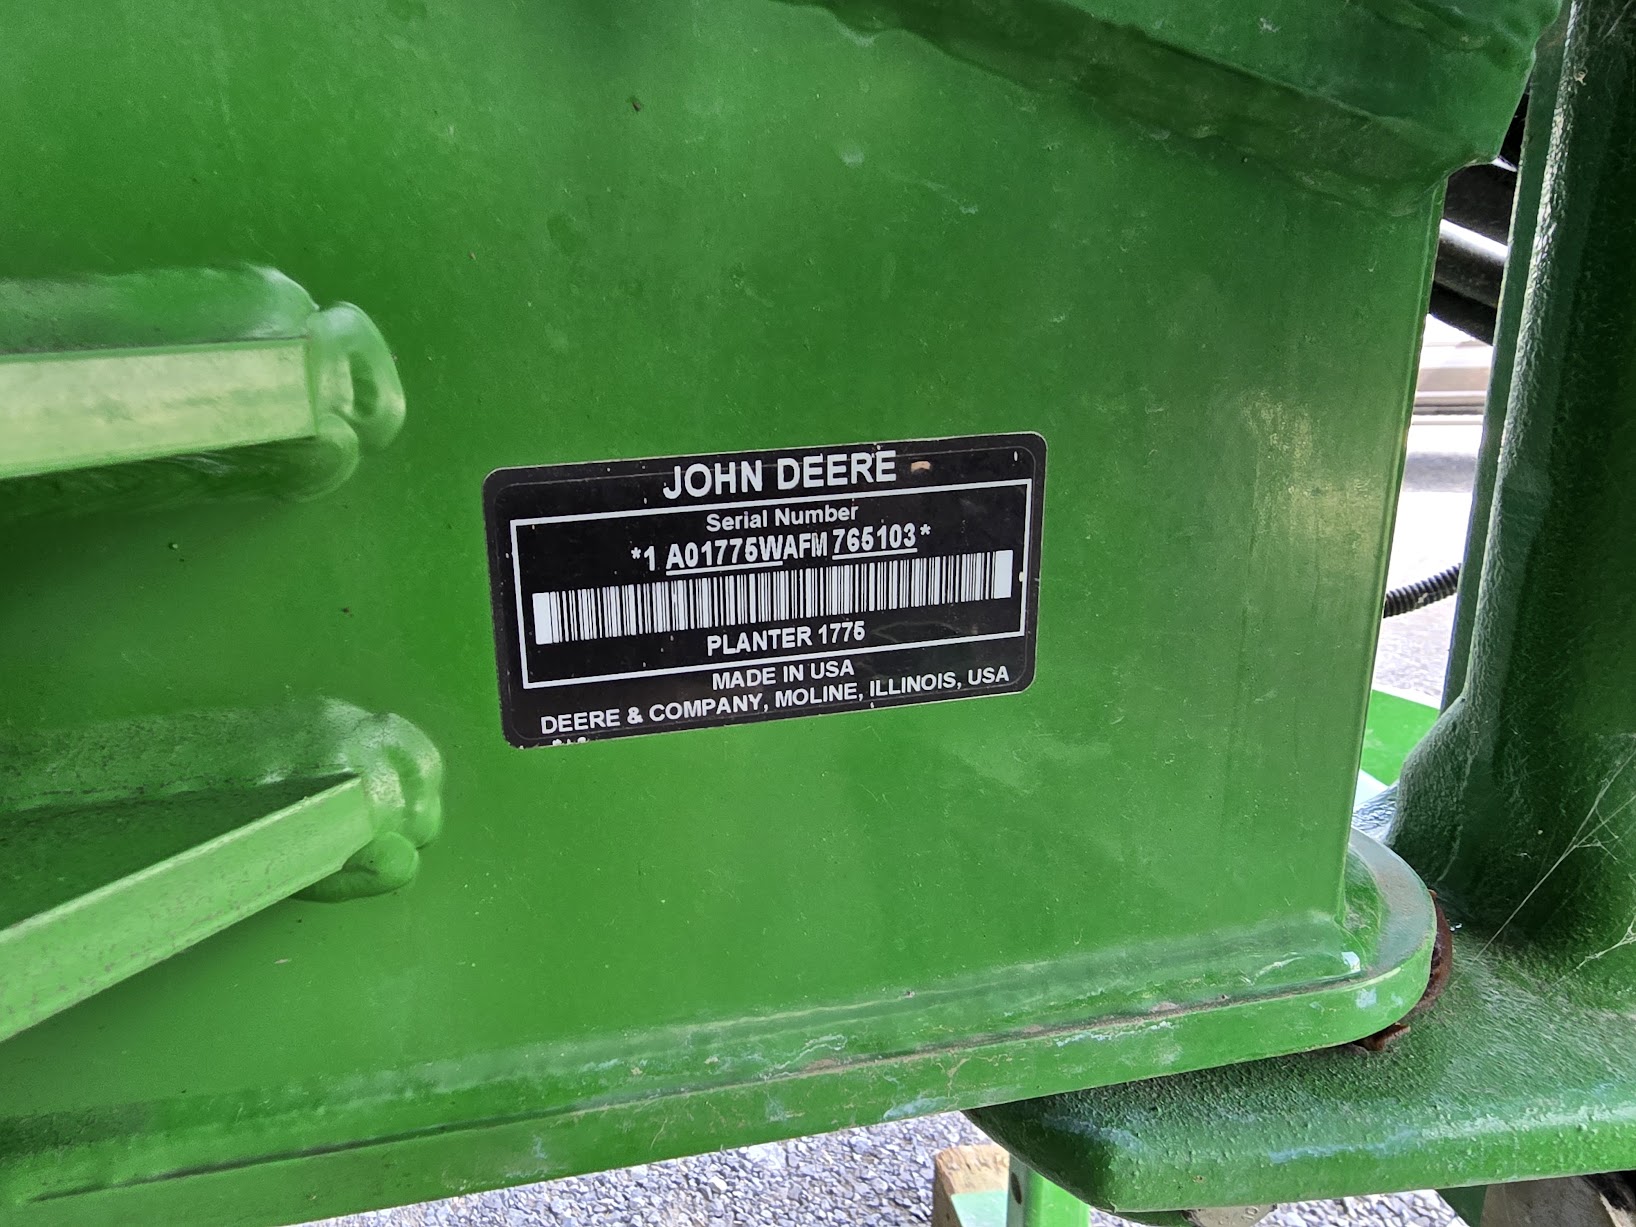 JOHN DEERE
Serial Number
*1 A01775WAFM 765103*
PLANTER 1775
MADE IN USA
DEERE & COMPANY, MOLINE, ILLINOIS, USA